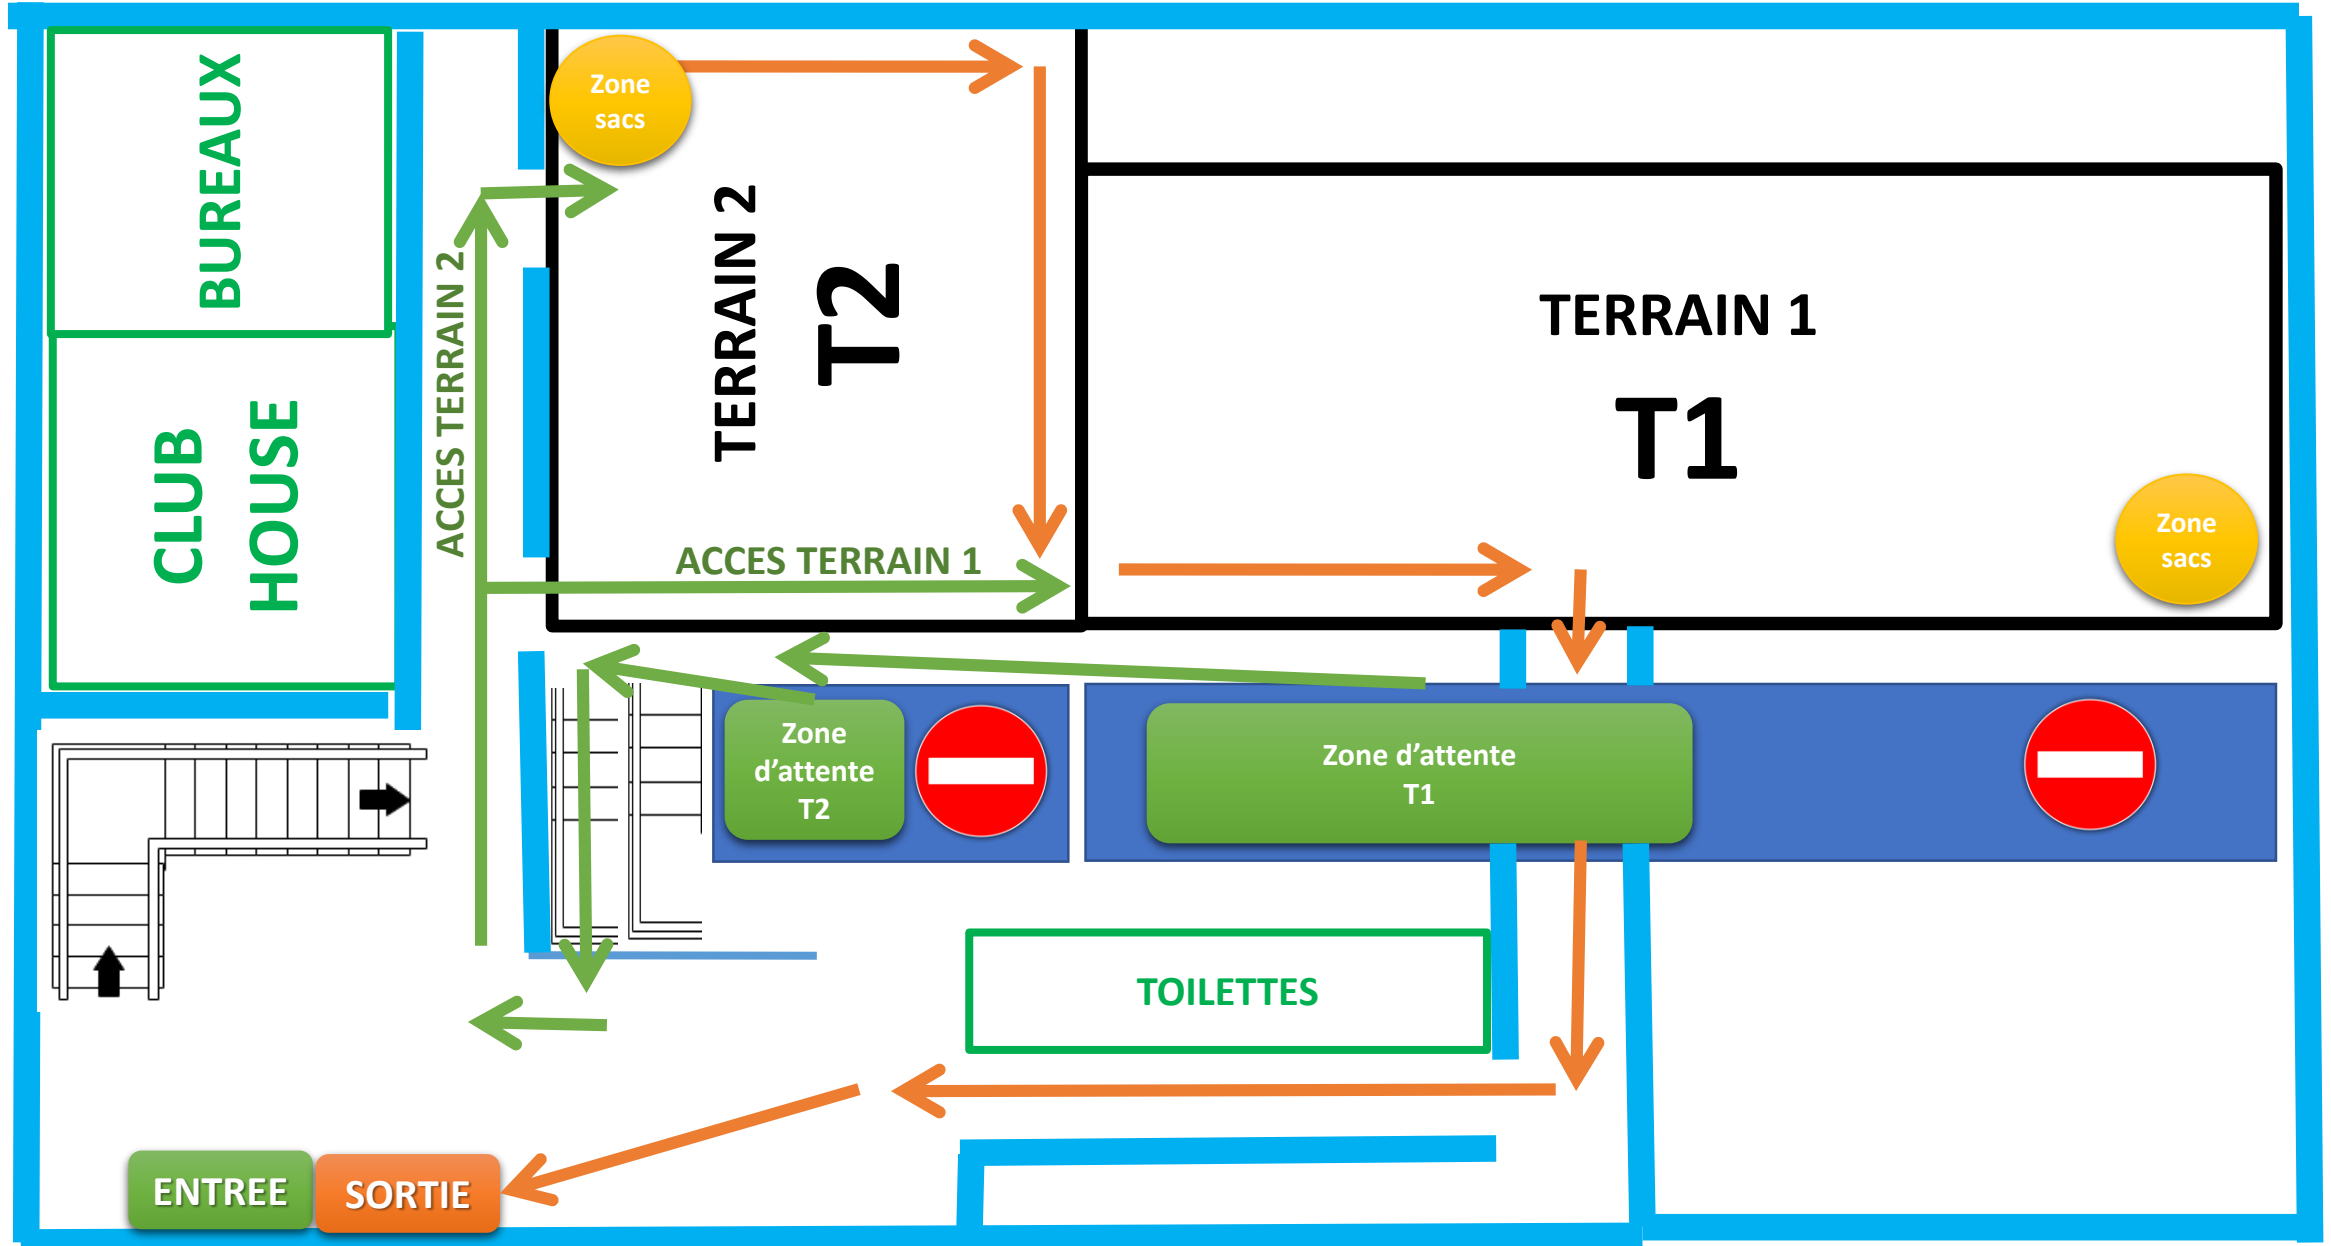 BUREAUX
CLUB
HOUSE
ACCES TERRAIN 2
Zone
sacs
TERRAIN 2
T2
ACCES TERRAIN 1
TERRAIN 1
T1
Zone
sacs
Zone
d’attente
T2
Zone d’attente
T1
TOILETTES
ENTREE
SORTIE